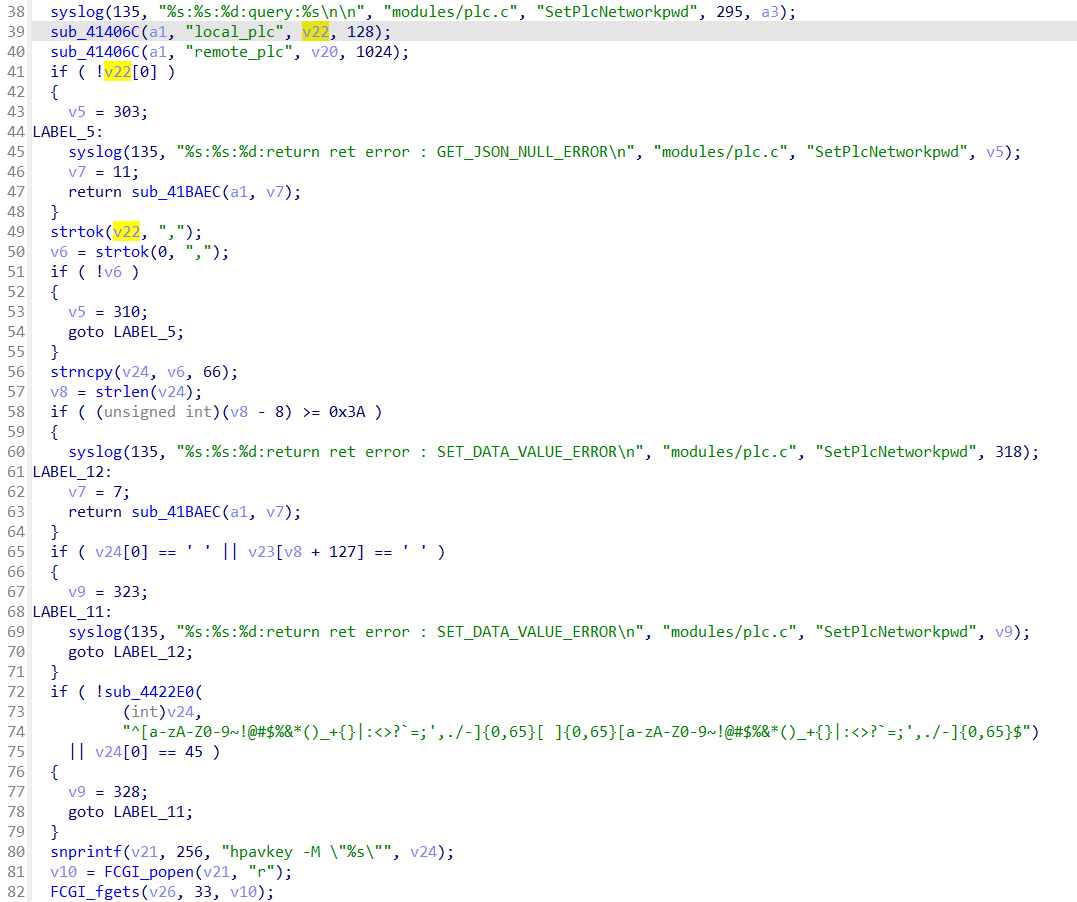 38 syslog(135, "%s:%s:%d:query:%s\n\n", "modules/plc.c", "SetPlcNetworkpwd", 295, a3);
39 sub_41406C(a1, "local_plc", v22, 128);
40 sub_41406C(a1, "remote_plc", v20, 1024);
41 if ( !v22[0] )
42 {
43 v5 = 303;
44 LABEL_5:
45 syslog(135, "%s:%s:%d:return ret error : GET_JSON_NULL_ERROR\n", "modules/plc.c", "SetPlcNetworkpwd", v5);
46 v7 = 11;
47 return sub_41BAEC(a1, v7);
48 }
49 strtok(v22, ",");
50 v6 = strtok(0, ",");
51 if ( !v6 )
52 {
53 v5 = 310;
54 goto LABEL_5;
55 }
56 strncpy(v24, v6, 66);
57 v8 = strlen(v24);
58 if ( (unsigned int)(v8 - 8) >= 0x3A )
59 {
60 syslog(135, "%s:%s:%d:return ret error : SET_DATA_VALUE_ERROR\n", "modules/plc.c", "SetPlcNetworkpwd", 318);
61 LABEL_12:
62 v7 = 7;
63 return sub_41BAEC(a1, v7);
64 }
65 if ( v24[0] == ' ' || v23[v8 + 127] == ' ' )
66 {
67 v9 = 323;
68 LABEL_11:
69 syslog(135, "%s:%s:%d:return ret error : SET_DATA_VALUE_ERROR\n", "modules/plc.c", "SetPlcNetworkpwd", v9);
70 goto LABEL_12;
71 }
72 if ( !sub_4422E0(
73 (int)v24,
74 "^[a-zA-Z0-9~!@#$%&*()_+{}|:<>?`=;',./-]{0,65}[ ]{0,65}[a-zA-Z0-9~!@#$%&*()_+{}|:<>?`=;',./-]{0,65}$")
75 || v24[0] == 45 )
76 {
77 v9 = 328;
78 goto LABEL_11;
79 }
80 snprintf(v21, 256, "hpavkey -M \"%s\"", v24);
81 v10 = FCGI_popen(v21, "r");
82 FCGI_fgets(v26, 33, v10);